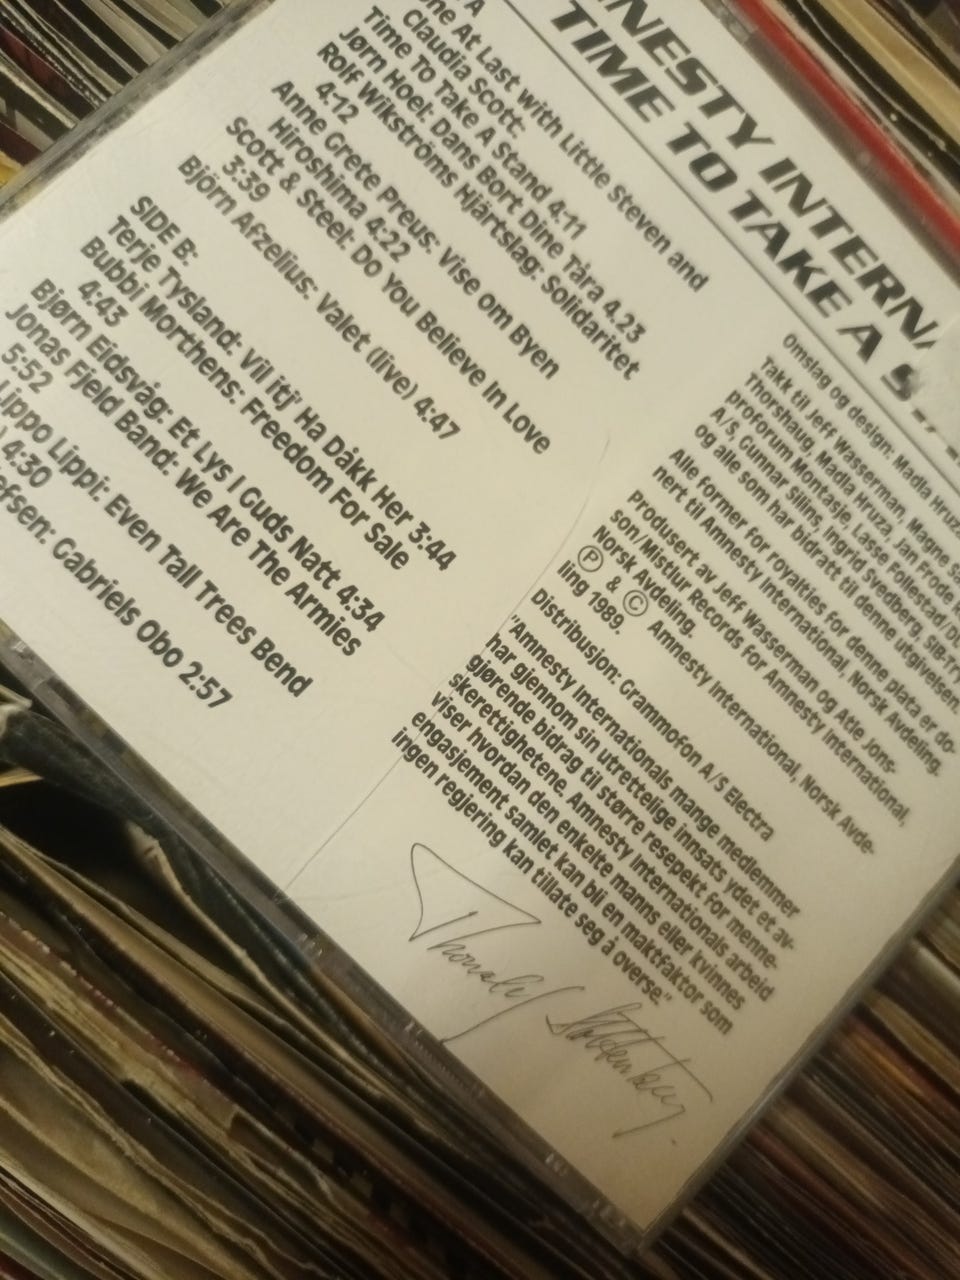 TIME TO TAKE A
At Last with Little Steven and
Claudia Scott:
Time To Take A Stand 4:11
Jørn Hoel: Dans Bort Dine Tåra 4.23
Rolf Wikströms Hjärtslag: Solidaritet
4:12
Anne Grete Preus: Vise om Byen
Hiroshima 4:22
Scott & Steel: Do You Believe In Love
3:39
Björn Afzelius: Valet (live) 4:47
SIDE B:
Terje Tysland: Vil itj' Ha Dåkk Her 3:44
Bubbi Morthens: Freedom For Sale
4:43
Bjørn Eidsvåg: Et Lys I Guds Natt 4:34
Jonas Fjeld Band: We Are The Armies
5:52
Lippo Lippi: Even Tall Trees Bend
4:30
Gabriels Obo 2:57
Omslag og design: Madla
Takk til Jeff Wasserman, Magne
Thorshaug, Madla Hruza, Jan Frode
proforum Montasje, Lasse Follestad/
A/S, Gunnar Silins, Ingrid Svedberg,
og alle som har bidratt til denne utgivelsen.
Alle former for royalties for denne plata er do-
nert til Amnesty International, Norsk Avdeling.
Produsert av Jeff Wasserman og Atle Jons-
son/Mistlur Records for Amnesty International,
Norsk Avdeling.
Ⓟ & © Amnesty International, Norsk Avde-
ling 1989.
Distribusjon: Grammofon A/S Electra
"Amnesty Internationals mange medlemmer
har gjennom sin utrettelige innsats ydet et av-
gjørende bidrag til større resepekt for menne-
skerettighetene. Amnesty Internationals arbeid
viser hvordan den enkelte manns eller kvinnes
engasjement samlet kan bli en maktfaktor som
ingen regjering kan tillate seg å overse."
Thorvald Stoltenberg.